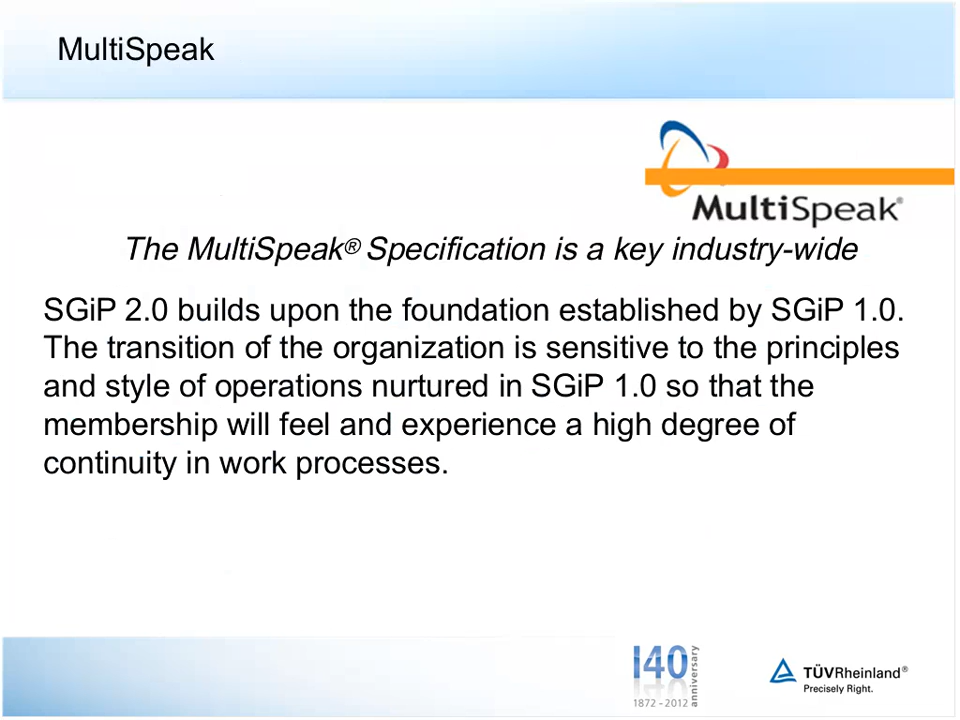 MultiSpeak
MultiSpeak®
The MultiSpeak® Specification is a key industry-wide
SGiP 2.0 builds upon the foundation established by SGiP 1.0.
The transition of the organization is sensitive to the principles
and style of operations nurtured in SGiP 1.0 so that the
membership will feel and experience a high degree of
continuity in work processes.
140
anniversary
1872 - 2012
TÜVRheinland®
Precisely Right.